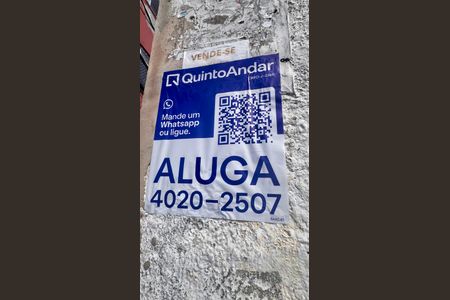 VENDE-SE
QuintoAndar
Mande um
Whatsapp
ou ligue.
ALUGA
4020-2507